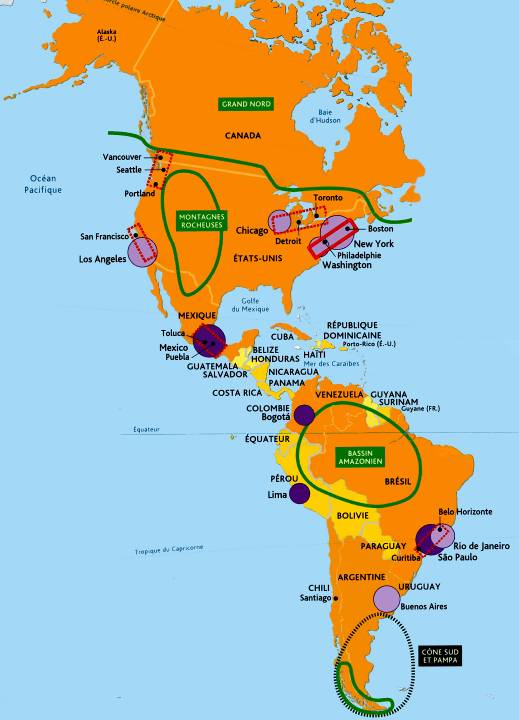 Cercle polaire Arctique
Alaska
(É.-U.)
GRAND NORD
Baie
d'Hudson
CANADA
Océan
Pacifique
Vancouver
Seattle
Portland
Toronto
MONTAGNES
ROCHEUSES
Chicago
Detroit
Boston
New York
Philadelphie
Washington
San Francisco
Los Angeles
ÉTATS-UNIS
Golfe
du Mexique
MEXIQUE
Toluca
Mexico
Puebla
CUBA
RÉPUBLIQUE
DOMINICAINE
Porto-Rico (É.-U.)
HAÏTI
Mer des Caraïbes
BELIZE
HONDURAS
GUATEMALA
SALVADOR
NICARAGUA
PANAMA
COSTA RICA
VENEZUELA
GUYANA
SURINAM
Guyane (FR.)
COLOMBIE
Bogotá
Équateur
ÉQUATEUR
BASSIN
AMAZONIEN
PÉROU
Lima
BRÉSIL
BOLIVIE
Belo Horizonte
Rio de Janeiro
São Paulo
Curitiba
PARAGUAY
Tropique du Capricorne
ARGENTINE
CHILI
Santiago
URUGUAY
Buenos Aires
CÔNE SUD
ET PAMPA